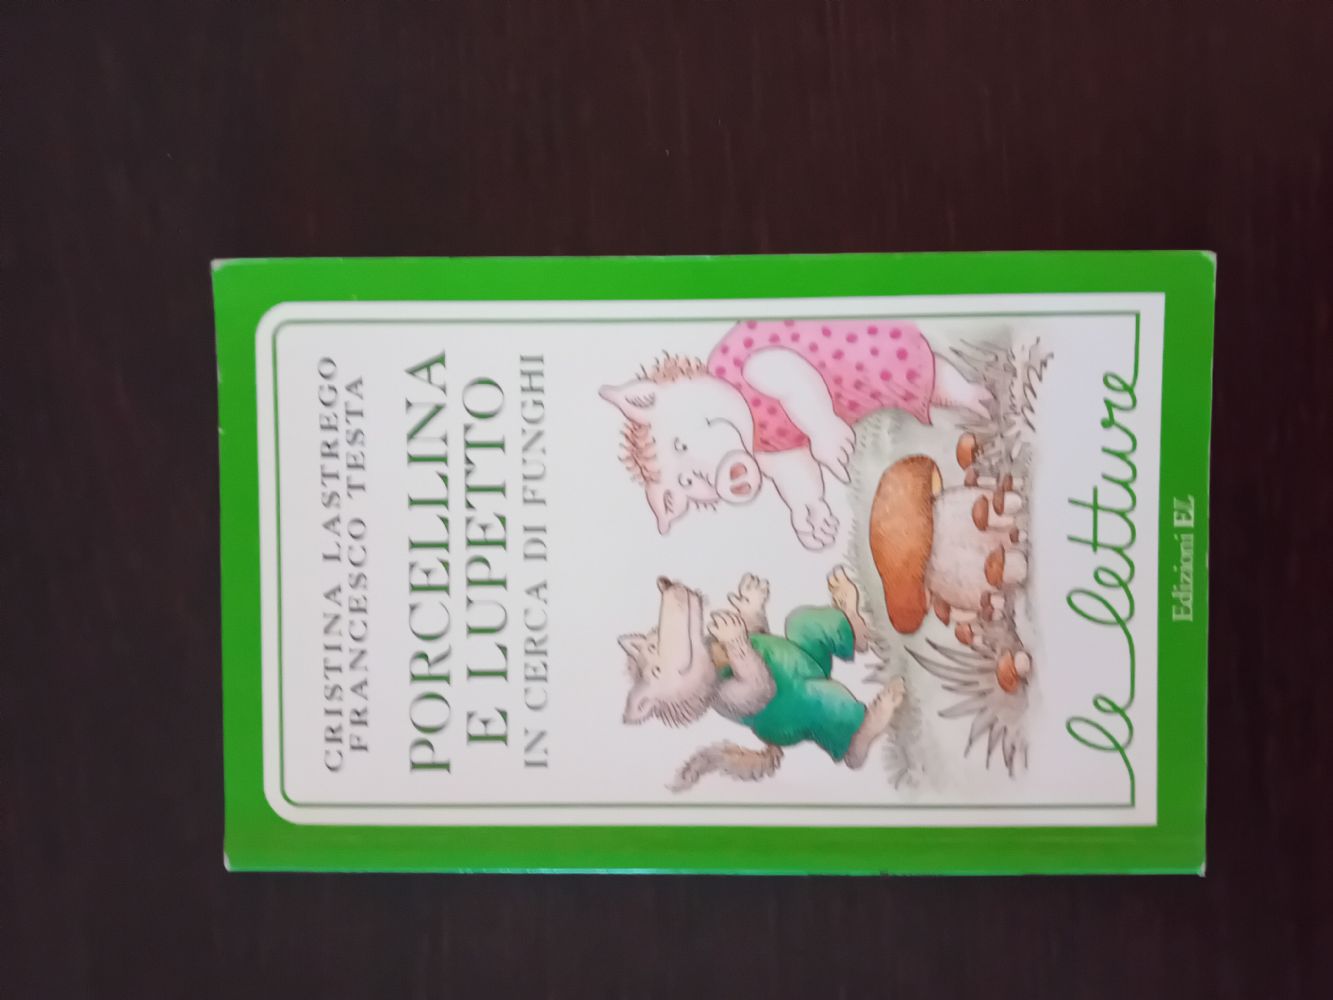 CRISTINA LASTREGO
FRANCESCO TESTA
PORCELLINA
E LUPETTO
IN CERCA DI FUNGHI
le letture
Edizioni EL